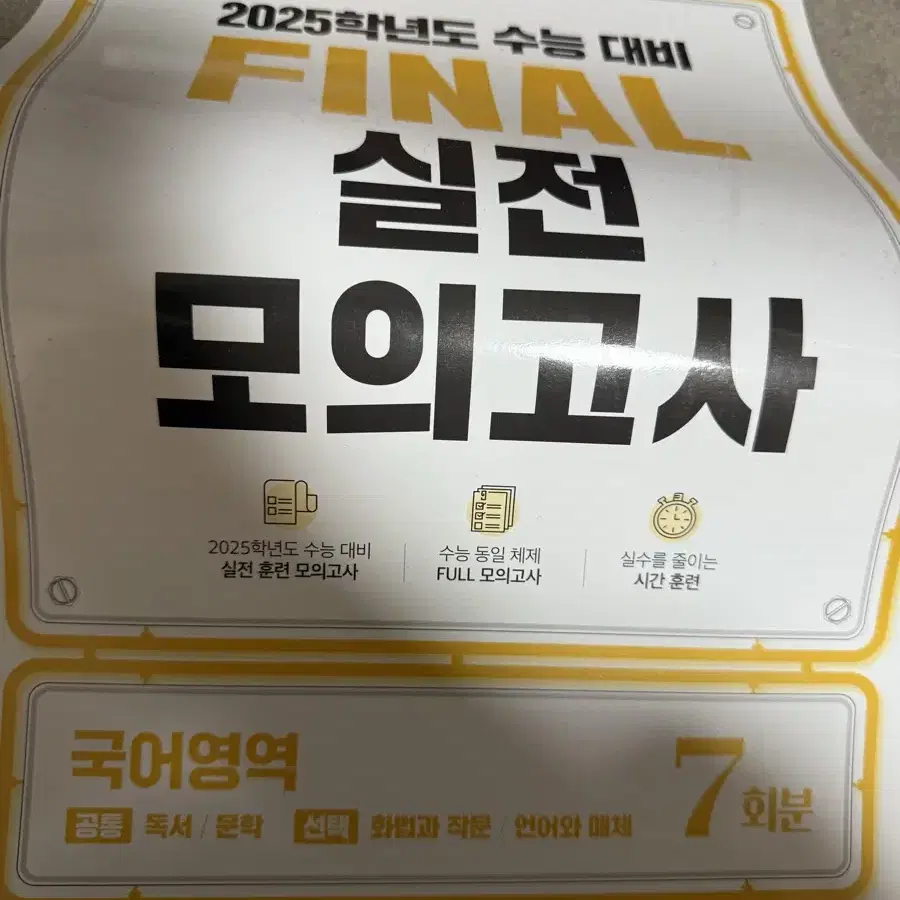 2025학년도 수능 대비
FINAL
실전
모의고사
2025학년도 수능 대비
실전 훈련 모의고사
수능 동일 체제
FULL 모의고사
실수를 줄이는
시간 훈련
국어영역
공통 독서 / 문학 선택 화법과 작문 / 언어와 매체
7회분